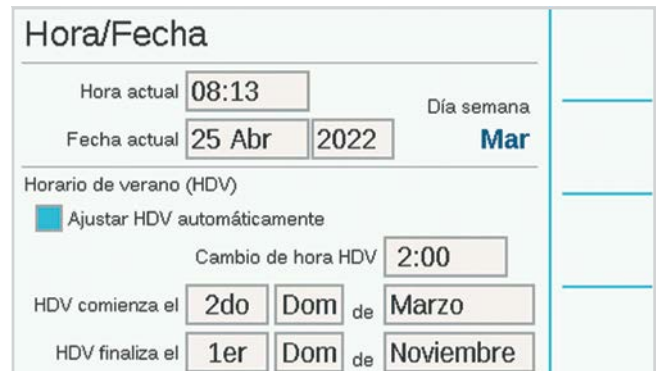 Hora/Fecha
Hora actual 08:13
Día semana
Fecha actual 25 Abr 2022 Mar
Horario de verano (HDV)
Ajustar HDV automáticamente
Cambio de hora HDV 2:00
HDV comienza el 2do Dom de Marzo
HDV finaliza el 1er Dom de Noviembre